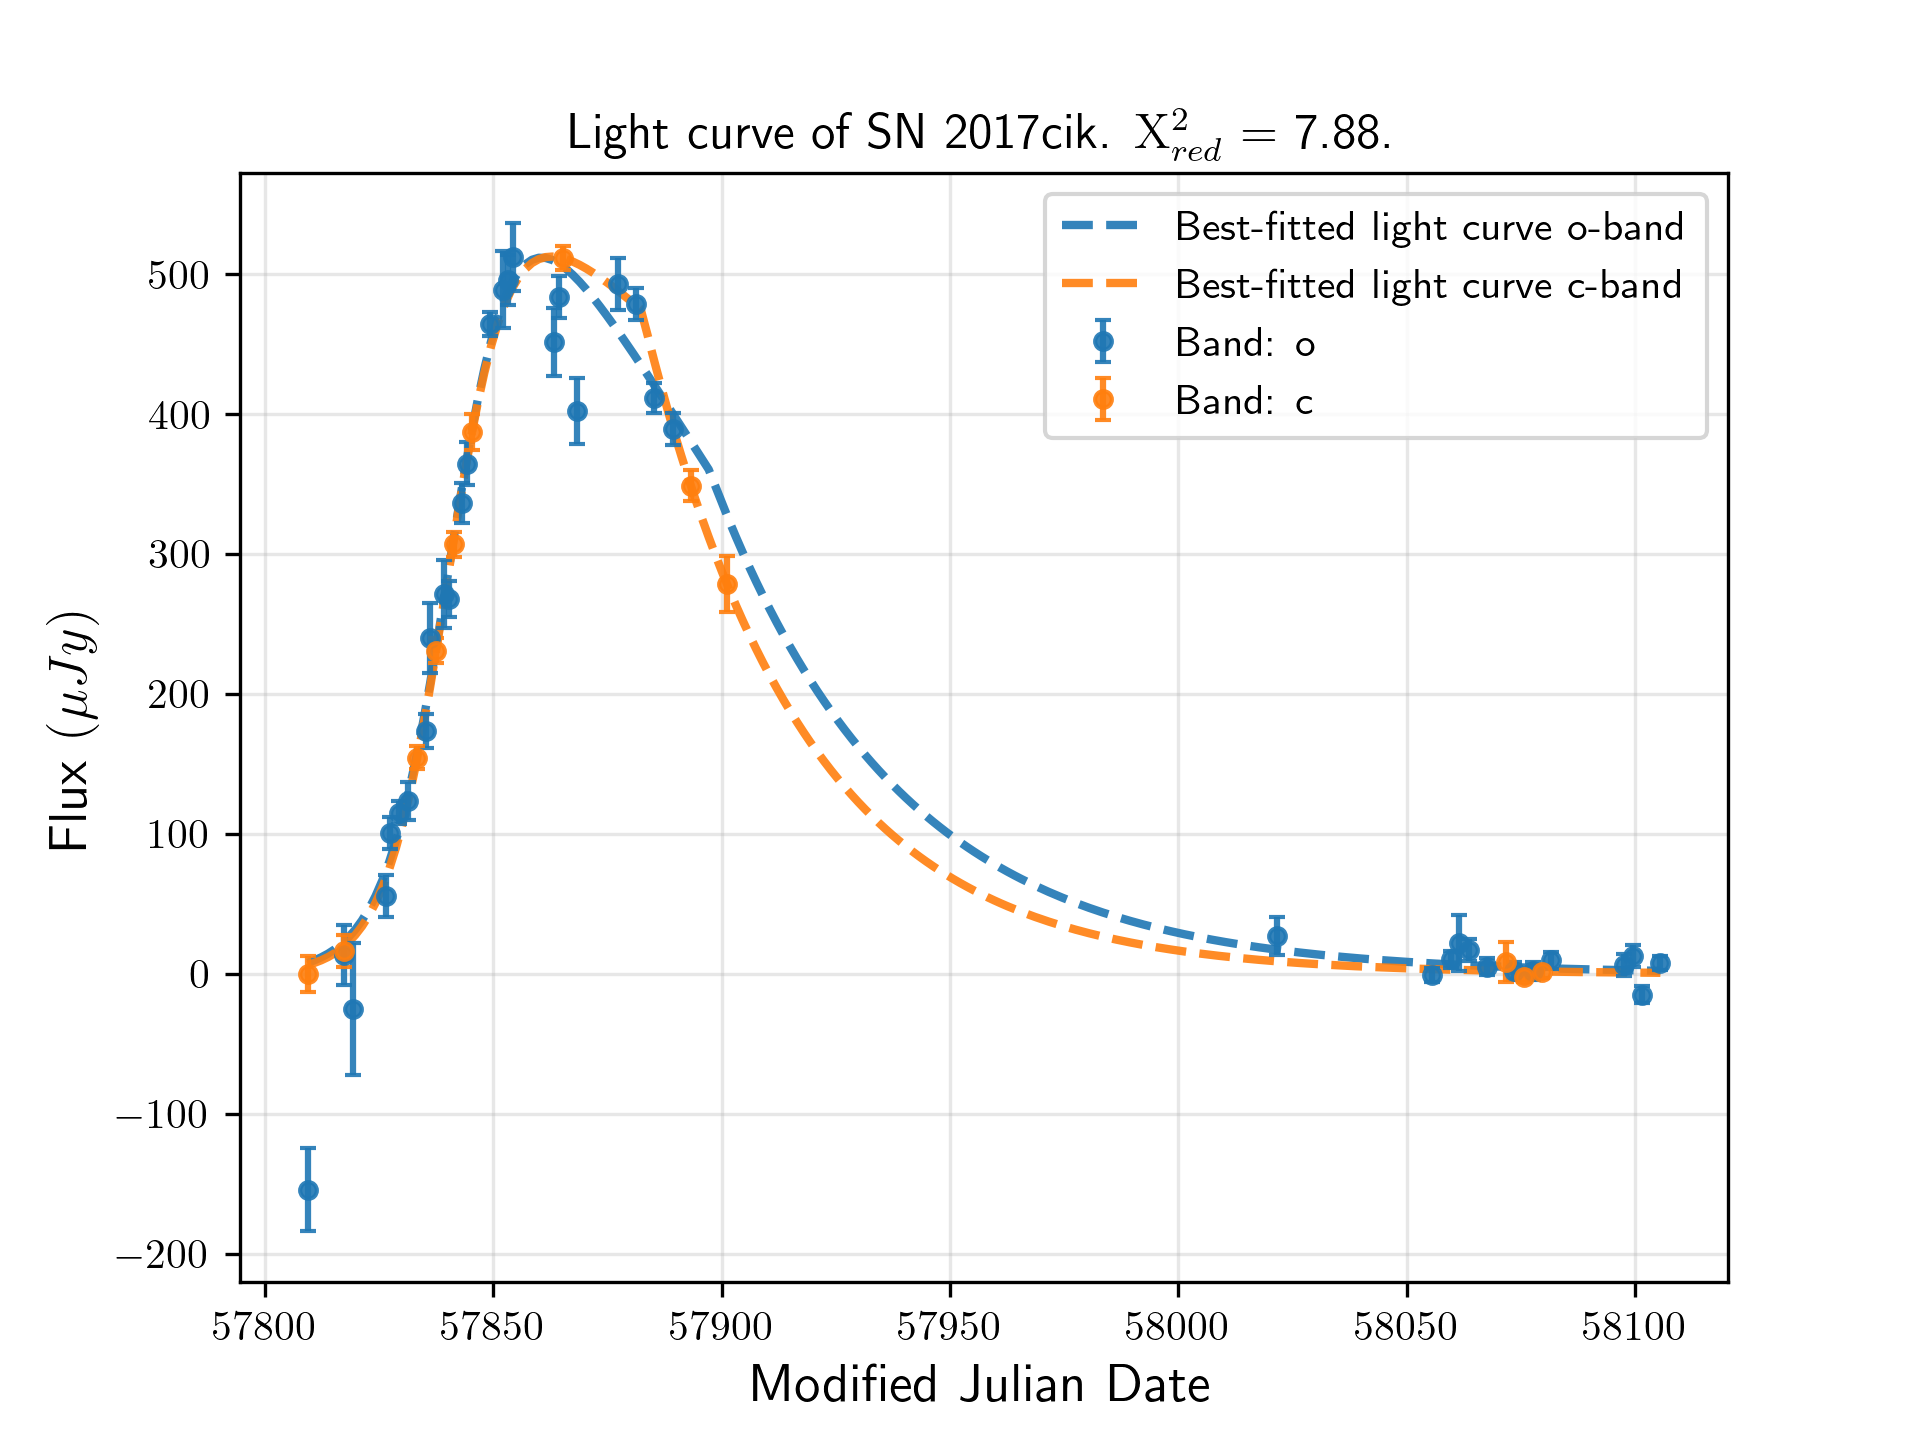 Light curve of SN 2017cik. X²_red = 7.88.
Best-fitted light curve o-band
Best-fitted light curve c-band
Band: o
Band: c
Flux (μJy)
500
400
300
200
100
0
−100
−200
57800 57850 57900 57950 58000 58050 58100
Modified Julian Date